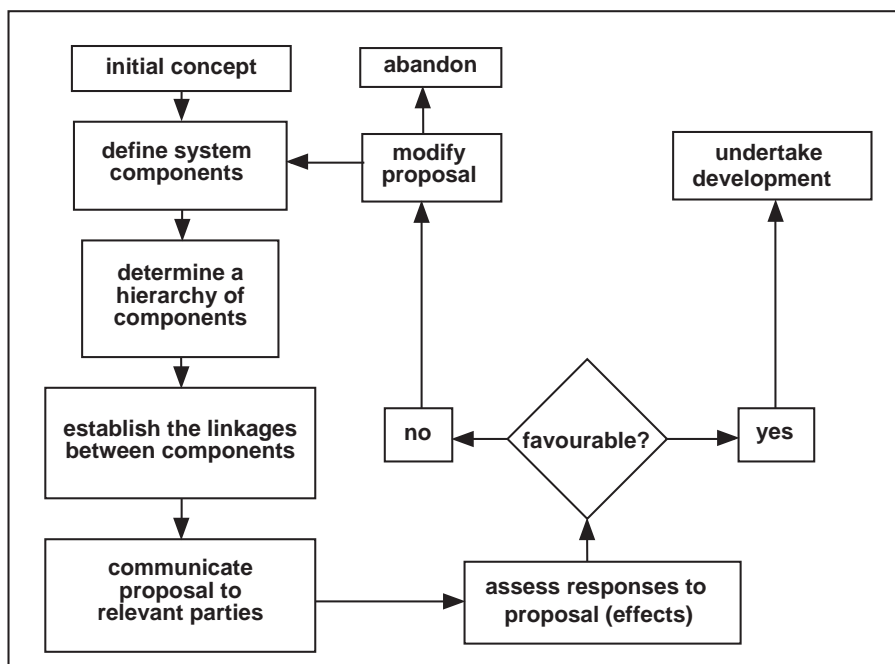 initial concept
define system
components
determine a
hierarchy of
components
establish the linkages
between components
communicate
proposal to
relevant parties
assess responses to
proposal (effects)
favourable?
no
modify
proposal
abandon
yes
undertake
development